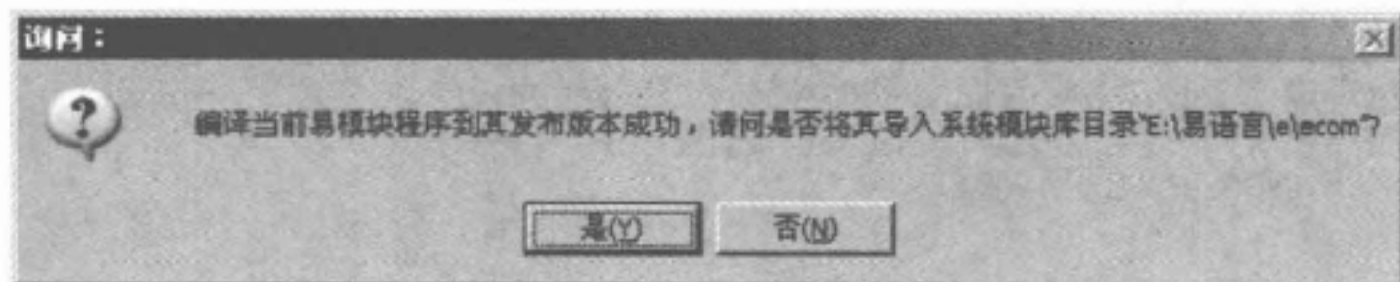 询问：
编译当前易模块程序到其发布版本成功，请问是否将其导入系统模块库目录"E:\易语言\e\ecom"?
是(Y)
否(N)